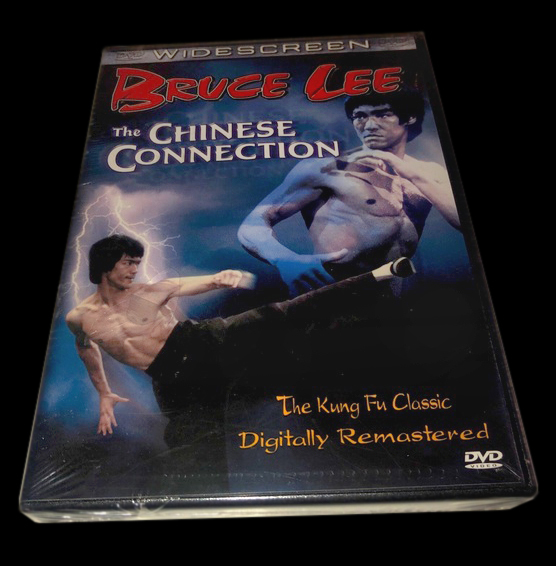 WIDESCREEN
BRUCE LEE
The CHINESE
CONNECTION
The Kung Fu Classic
Digitally Remastered
DVD
VIDEO